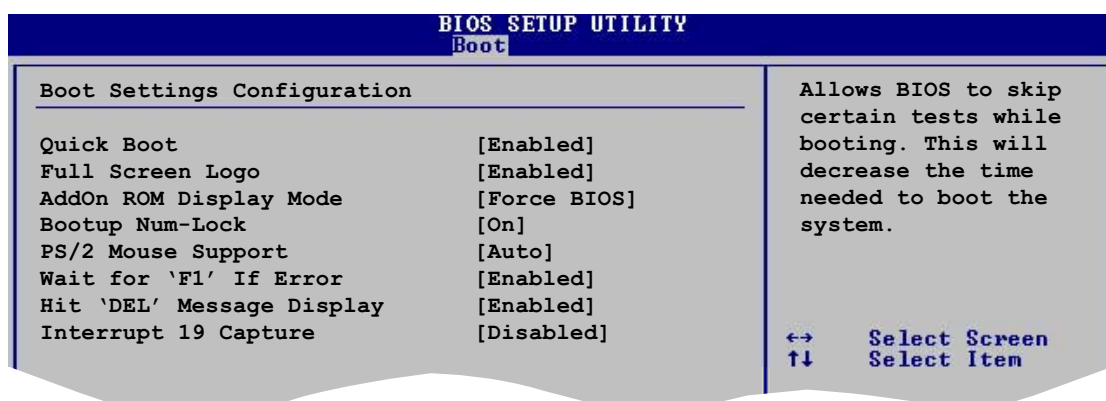 BIOS SETUP UTILITY
Boot
Boot Settings Configuration
Quick Boot [Enabled]
Full Screen Logo [Enabled]
AddOn ROM Display Mode [Force BIOS]
Bootup Num-Lock [On]
PS/2 Mouse Support [Auto]
Wait for ‘F1’ If Error [Enabled]
Hit ‘DEL’ Message Display [Enabled]
Interrupt 19 Capture [Disabled]
Allows BIOS to skip
certain tests while
booting. This will
decrease the time
needed to boot the
system.
←→ Select Screen
↑↓ Select Item